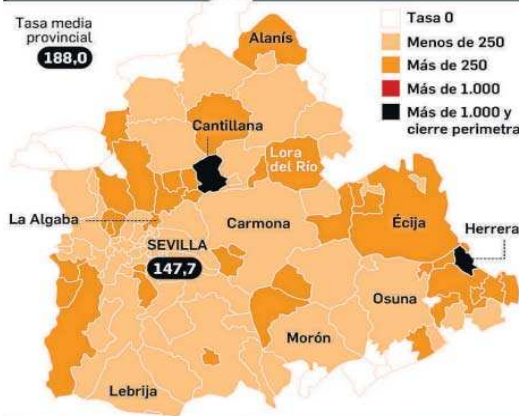 Tasa media
provincial
188,0
Tasa 0
Menos de 250
Más de 250
Más de 1.000
Más de 1.000 y
cierre perimetra
Alanís
Cantillana
Lora
del Río
La Algaba
Carmona
Écija
Herrera
SEVILLA
147,7
Osuna
Morón
Lebrija